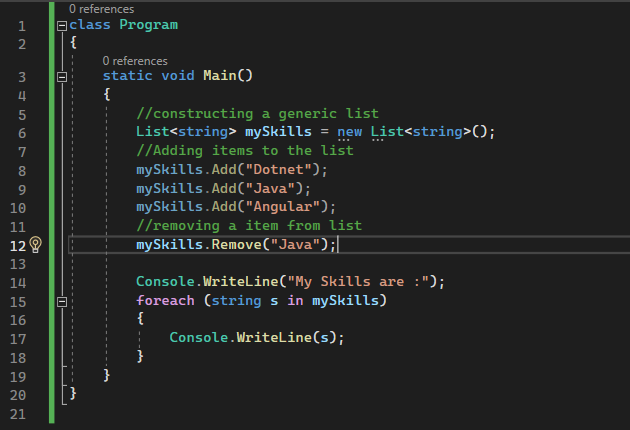 0 references
1 class Program
2 {
0 references
3 static void Main()
4 {
5 //constructing a generic list
6 List<string> mySkills = new List<string>();
7 //Adding items to the list
8 mySkills.Add("Dotnet");
9 mySkills.Add("Java");
10 mySkills.Add("Angular");
11 //removing a item from list
12 mySkills.Remove("Java");
13
14 Console.WriteLine("My Skills are :");
15 foreach (string s in mySkills)
16 {
17 Console.WriteLine(s);
18 }
19 }
20 }
21